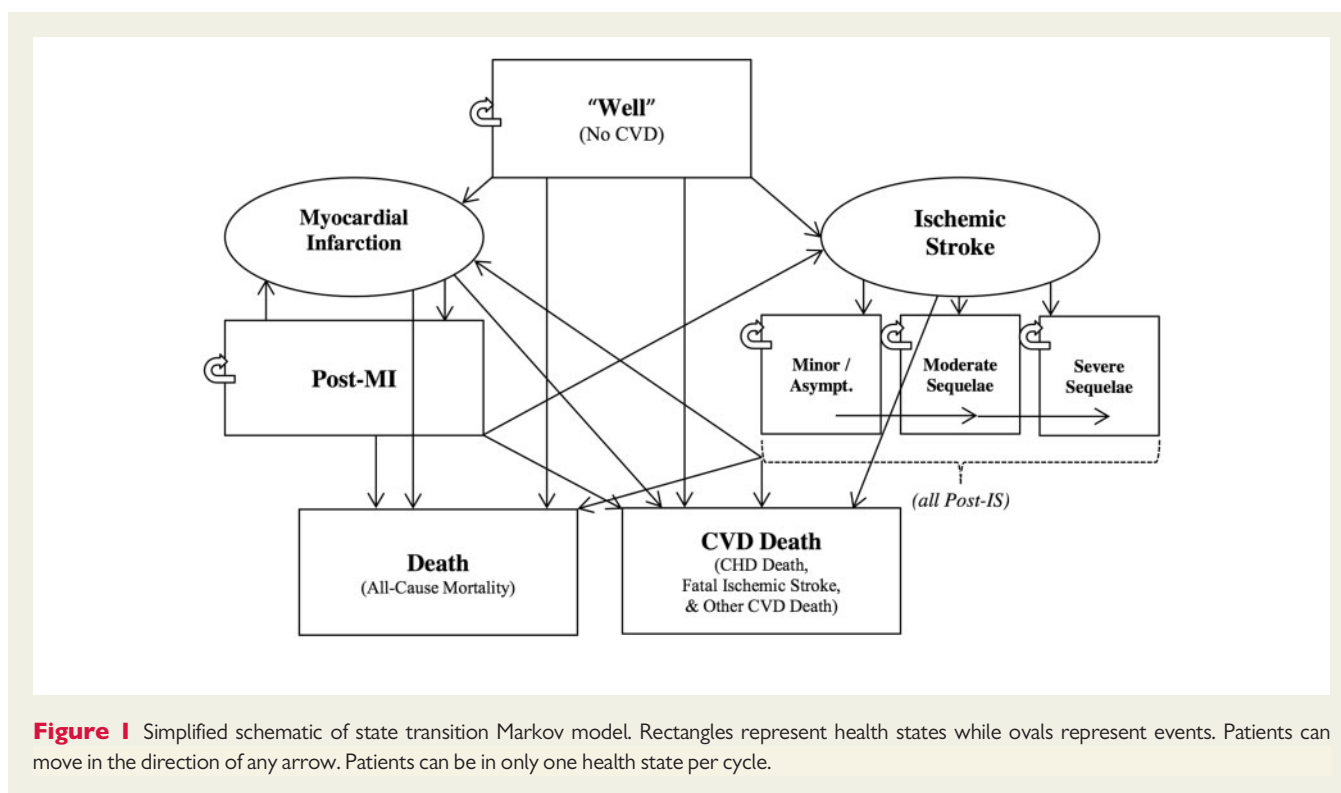 “Well”
(No CVD)
Myocardial
Infarction
Ischemic
Stroke
Post-MI
Minor /
Asympt.
Moderate
Sequelae
Severe
Sequelae
(all Post-IS)
Death
(All-Cause Mortality)
CVD Death
(CHD Death,
Fatal Ischemic Stroke,
& Other CVD Death)
Figure 1 Simplified schematic of state transition Markov model. Rectangles represent health states while ovals represent events. Patients can
move in the direction of any arrow. Patients can be in only one health state per cycle.